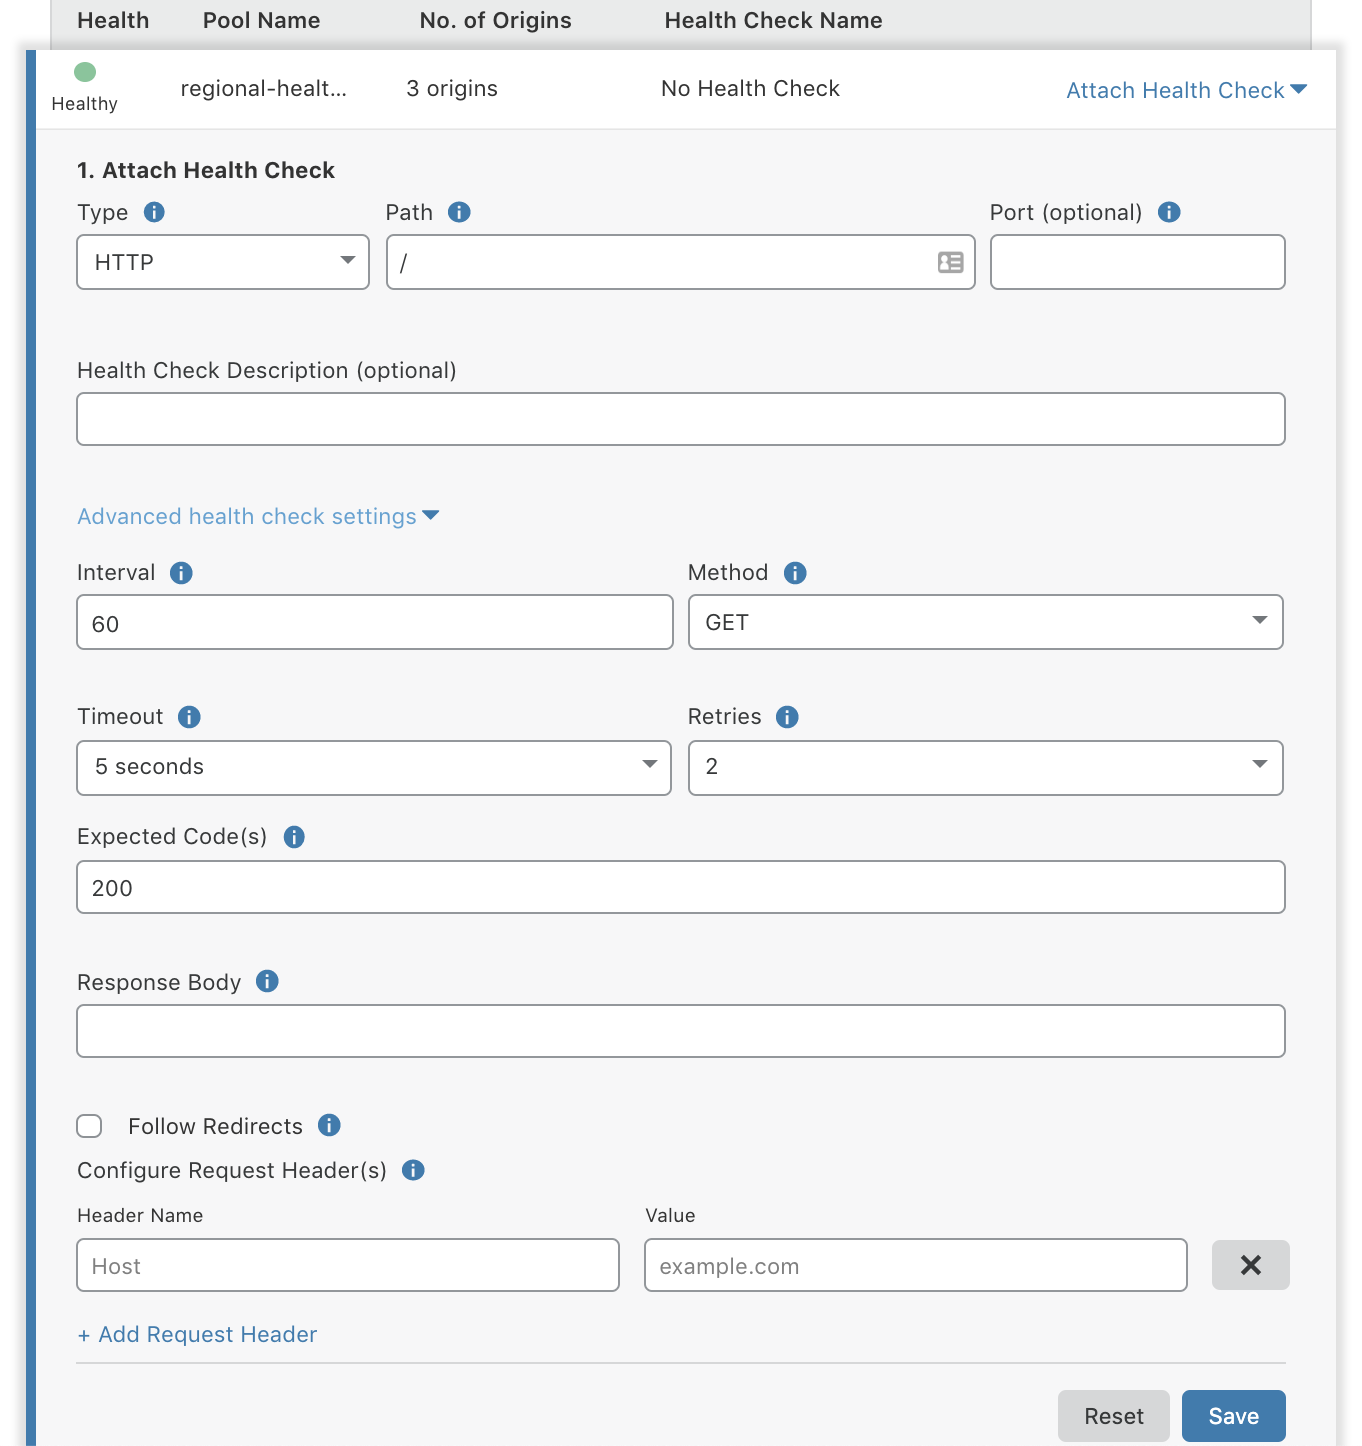 Health Pool Name No. of Origins Health Check Name
Healthy regional-healt... 3 origins No Health Check Attach Health Check
1. Attach Health Check
Type Path Port (optional)
HTTP /
Health Check Description (optional)
Advanced health check settings
Interval Method
60 GET
Timeout Retries
5 seconds 2
Expected Code(s)
200
Response Body
Follow Redirects
Configure Request Header(s)
Header Name Value
Host example.com
+ Add Request Header
Reset Save